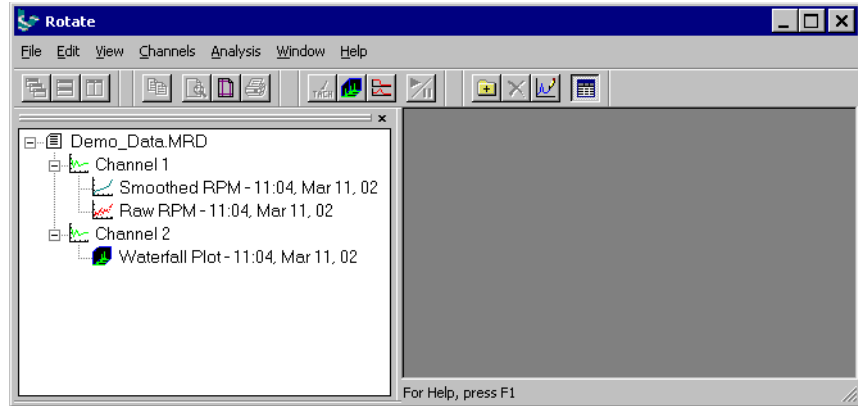 Rotate
File Edit View Channels Analysis Window Help
TACH
Demo_Data.MRD
Channel 1
Smoothed RPM - 11:04, Mar 11, 02
Raw RPM - 11:04, Mar 11, 02
Channel 2
Waterfall Plot - 11:04, Mar 11, 02
For Help, press F1